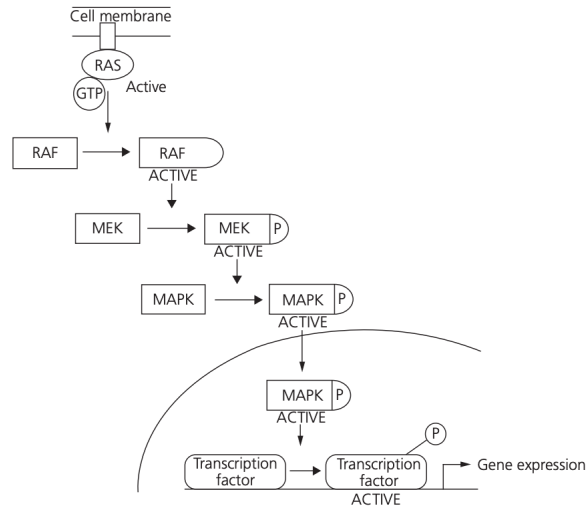 Cell membrane
RAS
GTP
Active
RAF
RAF
ACTIVE
MEK
MEK
P
ACTIVE
MAPK
MAPK
P
ACTIVE
MAPK
P
ACTIVE
P
Transcription
factor
Transcription
factor
Gene expression
ACTIVE